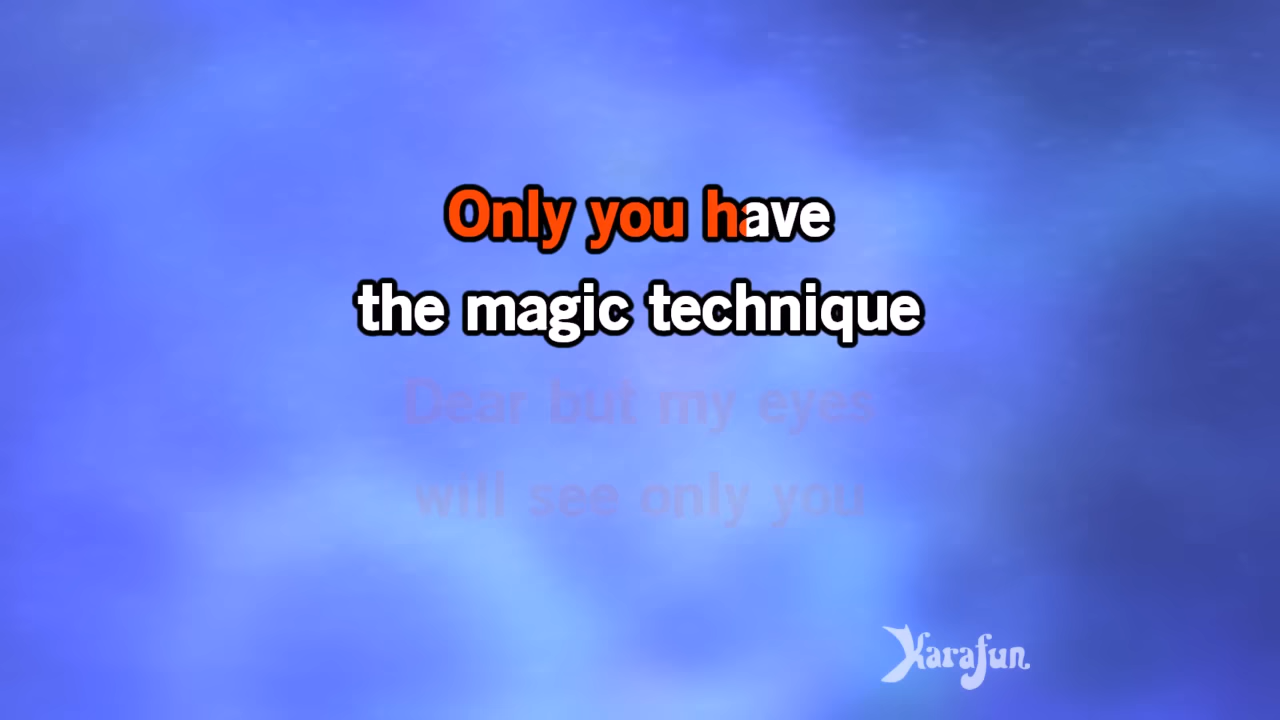 Only you have
the magic technique
Dear but my eyes
will see only you
Karafun